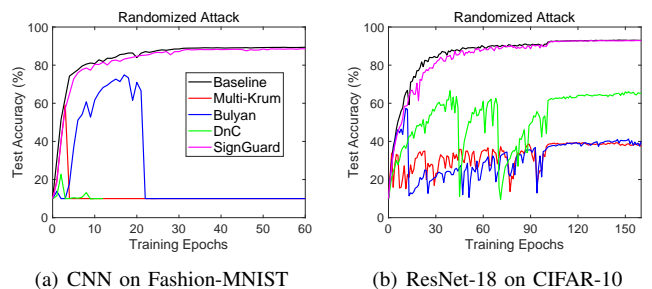 Randomized Attack
Test Accuracy (%)
100
80
60
40
20
0
Baseline
Multi-Krum
Bulyan
DnC
SignGuard
0 10 20 30 40 50 60
Training Epochs
(a) CNN on Fashion-MNIST
Randomized Attack
Test Accuracy (%)
100
80
60
40
20
0
0 30 60 90 120 150
Training Epochs
(b) ResNet-18 on CIFAR-10